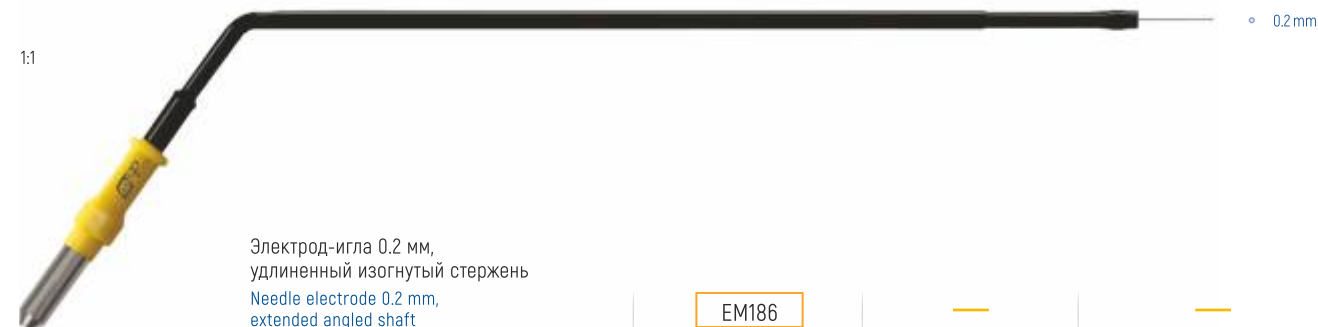 0.2 mm
1:1
Электрод-игла 0.2 мм,
удлиненный изогнутый стержень
Needle electrode 0.2 mm,
extended angled shaft
EM186
— —